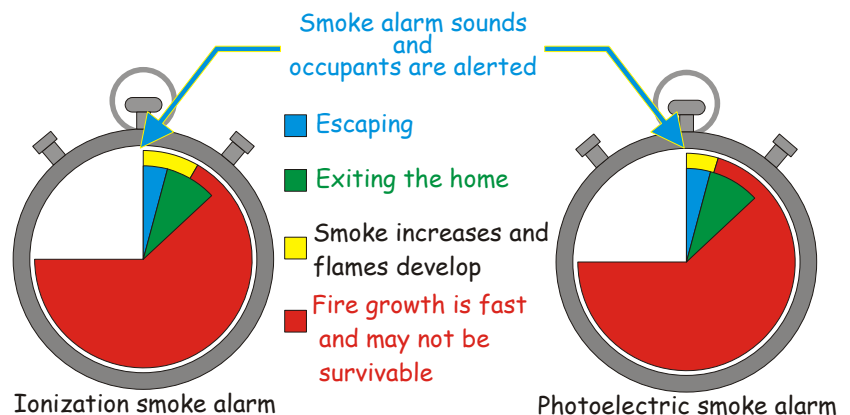 Smoke alarm sounds
and
occupants are alerted
Escaping
Exiting the home
Smoke increases and
flames develop
Fire growth is fast
and may not be
survivable
Ionization smoke alarm
Photoelectric smoke alarm